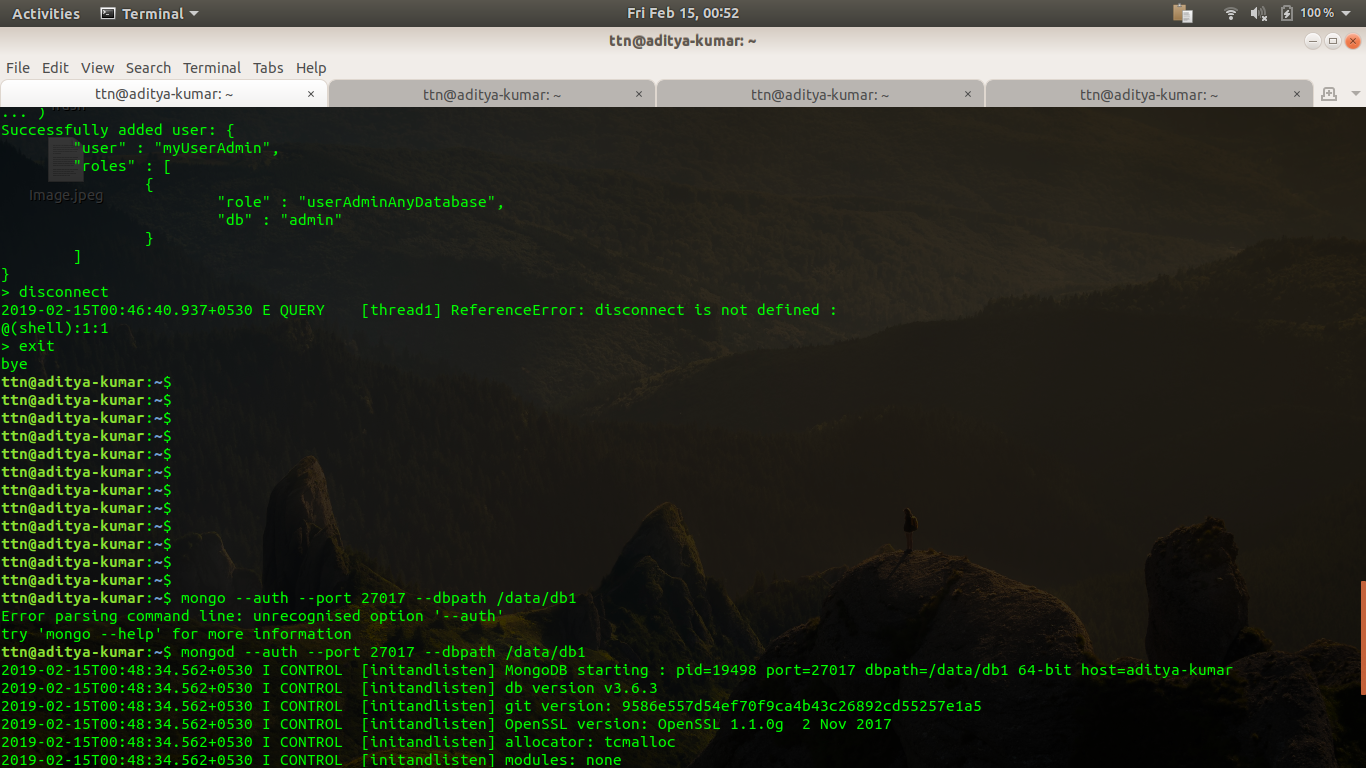 Activities Terminal Fri Feb 15, 00:52 100 %
ttn@aditya-kumar: ~
File Edit View Search Terminal Tabs Help
ttn@aditya-kumar: ~ × ttn@aditya-kumar: ~ × ttn@aditya-kumar: ~ × ttn@aditya-kumar: ~ ×
... )
Successfully added user: {
"user" : "myUserAdmin",
"roles" : [
{
Image.jpeg
"role" : "userAdminAnyDatabase",
"db" : "admin"
}
]
}
> disconnect
2019-02-15T00:46:40.937+0530 E QUERY    [thread1] ReferenceError: disconnect is not defined :
@(shell):1:1
> exit
bye
ttn@aditya-kumar:~$
ttn@aditya-kumar:~$
ttn@aditya-kumar:~$
ttn@aditya-kumar:~$
ttn@aditya-kumar:~$
ttn@aditya-kumar:~$
ttn@aditya-kumar:~$
ttn@aditya-kumar:~$
ttn@aditya-kumar:~$
ttn@aditya-kumar:~$
ttn@aditya-kumar:~$
ttn@aditya-kumar:~$
ttn@aditya-kumar:~$ mongo --auth --port 27017 --dbpath /data/db1
Error parsing command line: unrecognised option '--auth'
try 'mongo --help' for more information
ttn@aditya-kumar:~$ mongod --auth --port 27017 --dbpath /data/db1
2019-02-15T00:48:34.562+0530 I CONTROL  [initandlisten] MongoDB starting : pid=19498 port=27017 dbpath=/data/db1 64-bit host=aditya-kumar
2019-02-15T00:48:34.562+0530 I CONTROL  [initandlisten] db version v3.6.3
2019-02-15T00:48:34.562+0530 I CONTROL  [initandlisten] git version: 9586e557d54ef70f9ca4b43c26892cd55257e1a5
2019-02-15T00:48:34.562+0530 I CONTROL  [initandlisten] OpenSSL version: OpenSSL 1.1.0g  2 Nov 2017
2019-02-15T00:48:34.562+0530 I CONTROL  [initandlisten] allocator: tcmalloc
2019-02-15T00:48:34.562+0530 I CONTROL  [initandlisten] modules: none